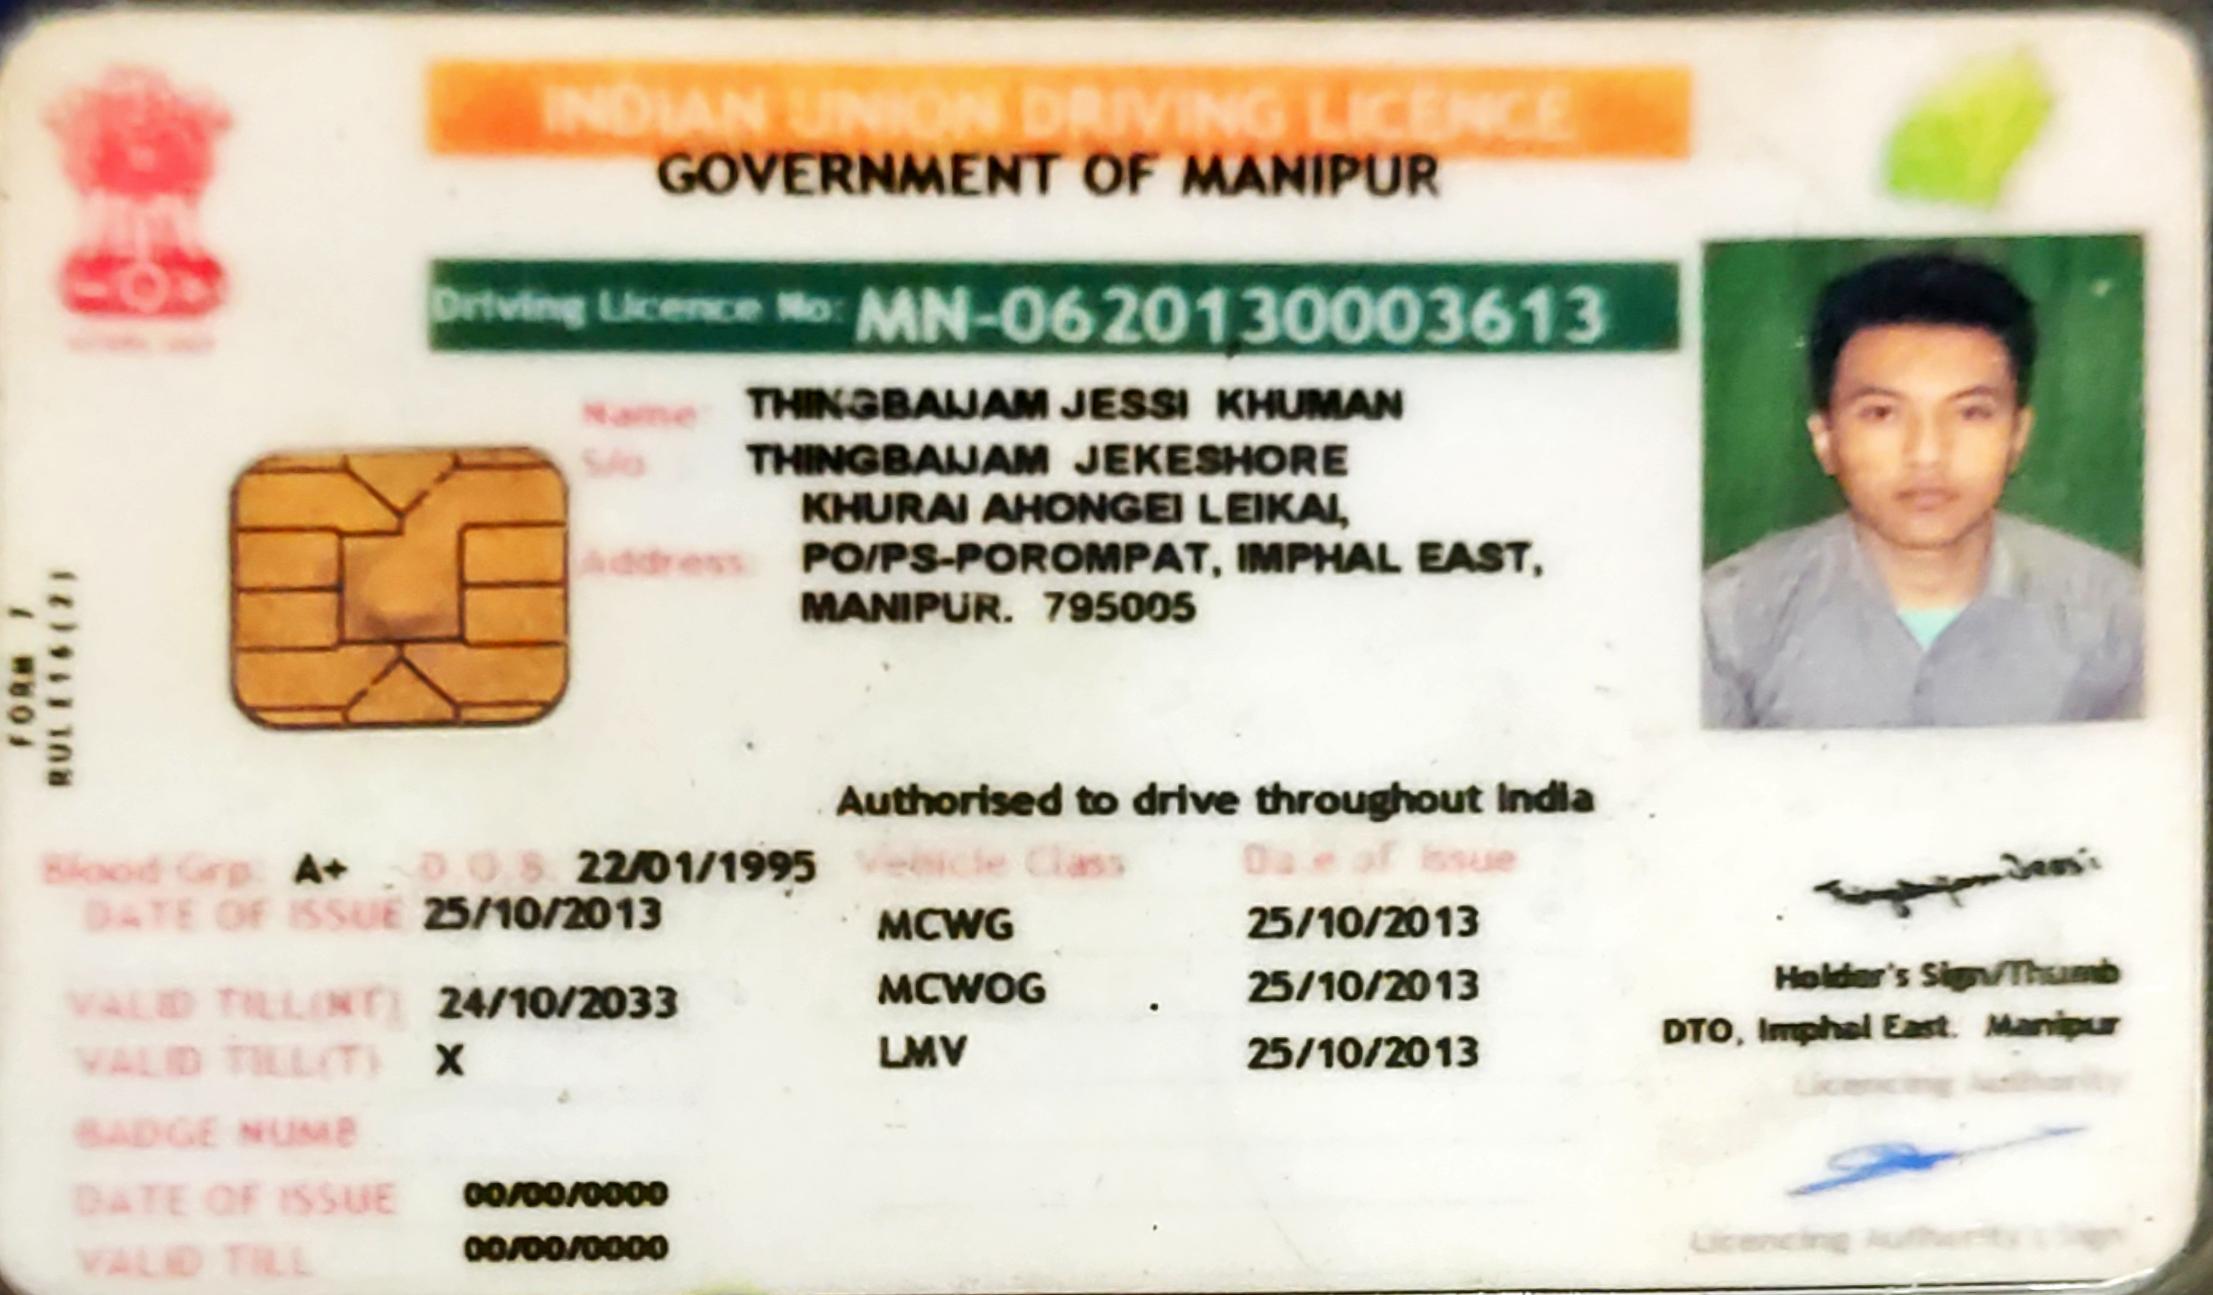 INDIAN UNION DRIVING LICENCE
GOVERNMENT OF MANIPUR
Driving Licence No: MN-0620130003613
Name: THINGBAIJAM JESSI KHUMAN
S/o THINGBAIJAM JEKESHORE
KHURAI AHONGEI LEIKAI,
Address: PO/PS-POROMPAT, IMPHAL EAST,
MANIPUR. 795005
FORM 7
RULE16(2)
Authorised to drive throughout India
Blood Grp: A+ D.O.B. 22/01/1995 Vehicle Class Date of Issue
DATE OF ISSUE 25/10/2013 MCWG 25/10/2013
VALID TILL(NT) 24/10/2033 MCWOG 25/10/2013
VALID TILL(T) X LMV 25/10/2013
BADGE NUMB
DATE OF ISSUE 00/00/0000
VALID TILL 00/00/0000
Thingbaijam Jessi
Holder's Sign/Thumb
DTO, Imphal East. Manipur
Licencing Authority
Licencing Authority's Sign